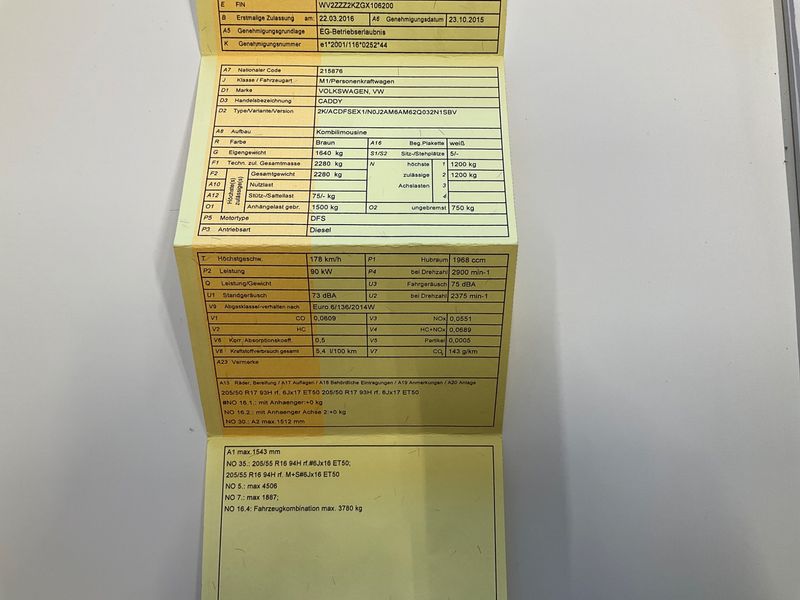 E FIN WV2ZZZ2KZGX106200
B Erstmalige Zulassung am: 22.03.2016 A6 Genehmigungsdatum 23.10.2015
A5 Genehmigungsgrundlage EG-Betriebserlaubnis
K Genehmigungsnummer e1*2001/116*0252*44
A7 Nationaler Code 215876
J Klasse / Fahrzeugart M1/Personenkraftwagen
D1 Marke VOLKSWAGEN, VW
D3 Handelsbezeichnung CADDY
D2 Type/Variante/Version 2K/ACDFSEX1/N0J2AM6AM62Q032N1SBV
A8 Aufbau Kombilimousine
R Farbe Braun A16 Beg.Plakette weiß
G Eigengewicht 1640 kg S1/S2 Sitz-/Stehplätze 5/-
F1 Techn. zul. Gesamtmasse 2280 kg N höchste 1 1200 kg
F2 Höchste(s) zulässige(s) Gesamtgewicht 2280 kg zulässige 2 1200 kg
A10 Nutzlast Achslasten 3
A12 Stütz-/Sattellast 75/- kg 4
O1 Anhängelast gebr. 1500 kg O2 ungebremst 750 kg
P5 Motortype DFS
P3 Antriebsart Diesel
T Höchstgeschw. 178 km/h P1 Hubraum 1968 ccm
P2 Leistung 90 kW P4 bei Drehzahl 2900 min-1
Q Leistung/Gewicht U3 Fahrgeräusch 75 dBA
U1 Standgeräusch 73 dBA U2 bei Drehzahl 2375 min-1
V9 Abgasklasse/-verhalten nach Euro 6/136/2014W
V1 CO 0,0609 V3 NOx 0,0551
V2 HC V4 HC+NOx 0,0689
V6 Korr. Absorptionskoeff. 0,5 V5 Partikel 0,0005
V8 Kraftstoffverbrauch gesamt 5,4 l/100 km V7 CO2 143 g/km
A23 Vermerke
A13 Räder, Bereifung / A17 Auflagen / A18 Behördliche Eintragungen / A19 Anmerkungen / A20 Anlage
205/50 R17 93H rf. 6Jx17 ET50 205/50 R17 93H rf. 6Jx17 ET50
#NO 16.1.: mit Anhaenger:+0 kg
NO 16.2.: mit Anhaenger Achse 2:+0 kg
NO 30.: A2 max.1512 mm
A1 max.1543 mm
NO 35.: 205/55 R16 94H rf.#6Jx16 ET50;
205/55 R16 94H rf. M+S#6Jx16 ET50
NO 5.: max 4506
NO 7.: max 1887;
NO 16.4: Fahrzeugkombination max. 3780 kg